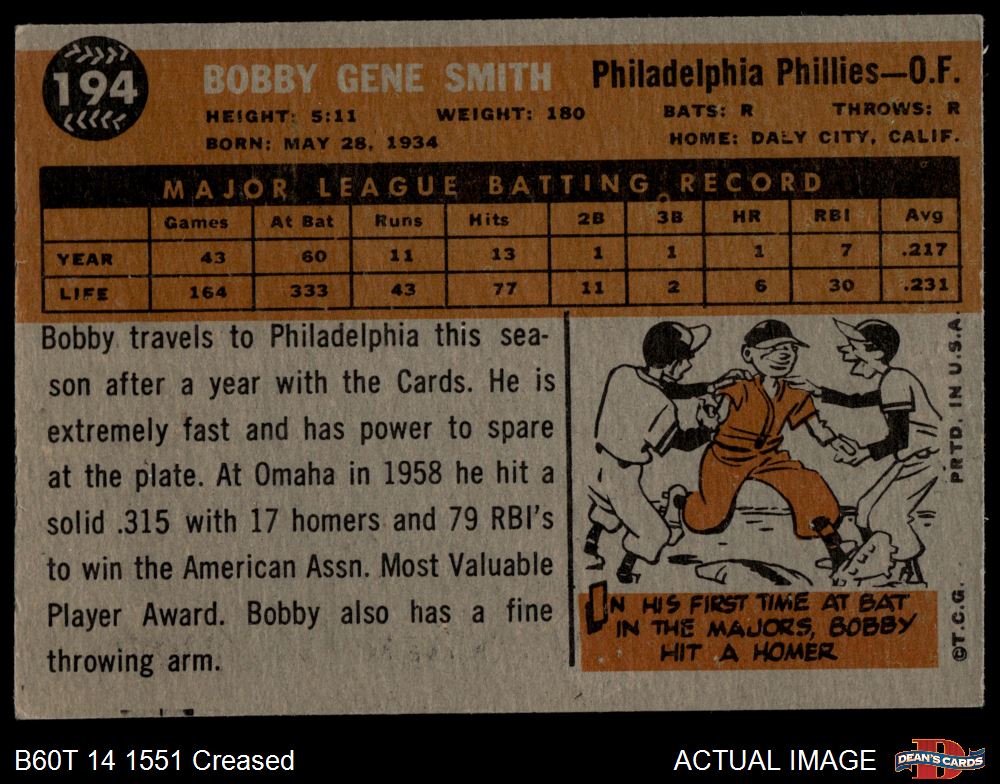 194
BOBBY GENE SMITH Philadelphia Phillies—O.F.
HEIGHT: 5:11 WEIGHT: 180 BATS: R THROWS: R
BORN: MAY 28, 1934 HOME: DALY CITY, CALIF.
MAJOR LEAGUE BATTING RECORD
Games At Bat Runs Hits 2B 3B HR RBI Avg
YEAR 43 60 11 13 1 1 1 7 .217
LIFE 164 333 43 77 11 2 6 30 .231
Bobby travels to Philadelphia this sea-
son after a year with the Cards. He is
extremely fast and has power to spare
at the plate. At Omaha in 1958 he hit a
solid .315 with 17 homers and 79 RBI's
to win the American Assn. Most Valuable
Player Award. Bobby also has a fine
throwing arm.
IN HIS FIRST TIME AT BAT
IN THE MAJORS, BOBBY
HIT A HOMER
©T.C.G. PRTD. IN U.S.A.
B60T 14 1551 Creased ACTUAL IMAGE
D
DEAN'S CARDS